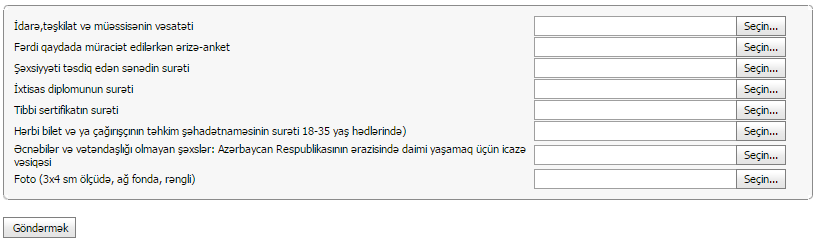 İdarə,təşkilat və müəssisənin vəsatəti Seçin...
Fərdi qaydada müraciət edilərkən ərizə-anket Seçin...
Şəxsiyyəti təsdiq edən sənədin surəti Seçin...
İxtisas diplomunun surəti Seçin...
Tibbi sertifikatın surəti Seçin...
Hərbi bilet və ya çağırışçının təhkim şəhadətnaməsinin surəti 18-35 yaş hədlərində) Seçin...
Əcnəbilər və vətəndaşlığı olmayan şəxslər: Azərbaycan Respublikasının ərazisində daimi yaşamaq üçün icazə Seçin...
vəsiqəsi
Foto (3x4 sm ölçüdə, ağ fonda, rəngli) Seçin...
Göndərmək